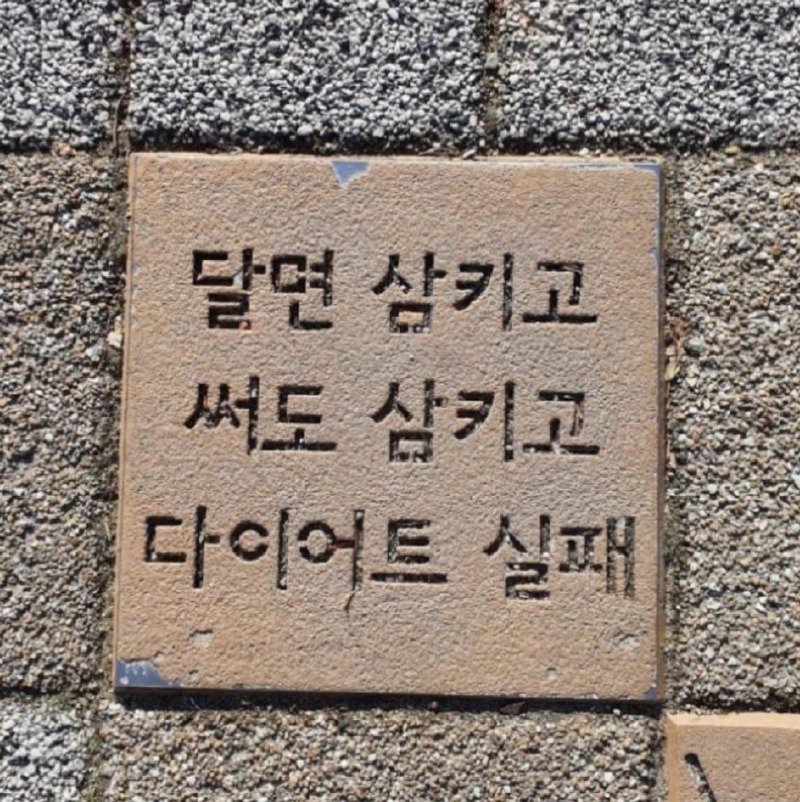 달면 삼키고
써도 삼키고
다이어트 실패